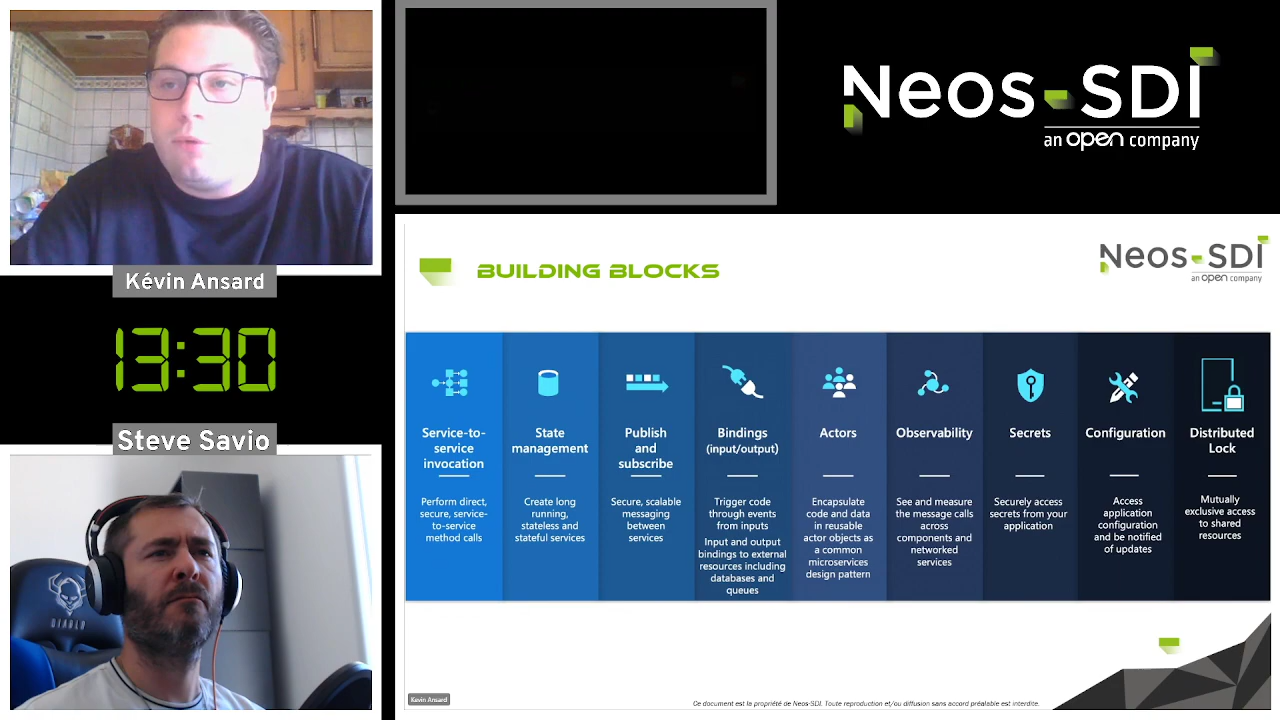 Neos-SDI
an open company
Kévin Ansard
13:30
Steve Savio
DIABLO
BUILDING BLOCKS
Neos-SDI
an open company
Service-to-
service
invocation
Perform direct,
secure, service-
to-service
method calls
State
management
Create long
running,
stateless and
stateful services
Publish
and
subscribe
Secure, scalable
messaging
between
services
Bindings
(input/output)
Trigger code
through events
from inputs
Input and output
bindings to external
resources including
databases and
queues
Actors
Encapsulate
code and data
in reusable
actor objects as
a common
microservices
design pattern
Observability
See and measure
the message calls
across
components and
networked
services
Secrets
Securely access
secrets from your
application
Configuration
Access
application
configuration
and be notified
of updates
Distributed
Lock
Mutually
exclusive access
to shared
resources
Kevin Ansard
Ce document est la propriété de Neos-SDI. Toute reproduction et/ou diffusion sans accord préalable est interdite.